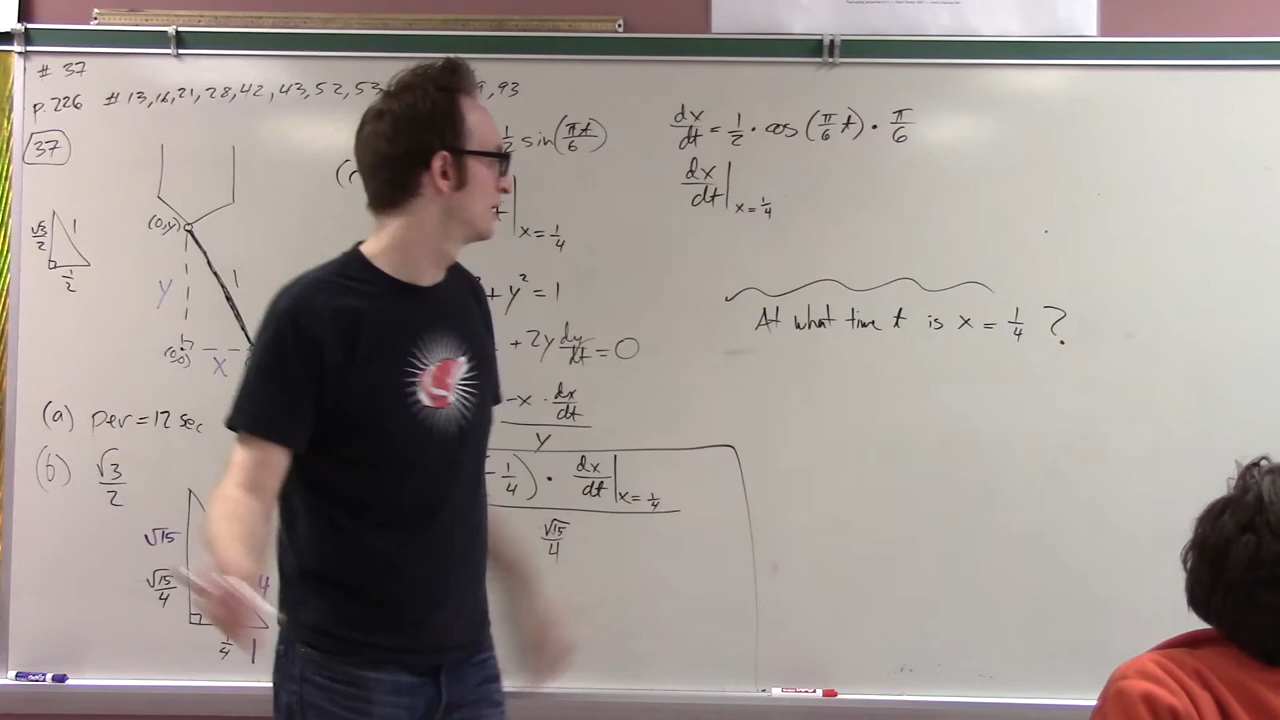 # 37
p. 226 # 13, 16, 21, 28, 42, 43, 52, 53
9, 93
37
√3/2
1
1/2
(0,y)
y
1
(0,0)
x
(a) per = 12 sec
(b) √3/2
√15
√15/4
4
1/4
1
1/2 sin(πt/6)
x = 1/4
+ y² = 1
+ 2y dy/dt = 0
-x · dx/dt
y
1/4) · dx/dt | x = 1/4
√15/4
dx/dt = 1/2 · cos(π/6 t) · π/6
dx/dt | x = 1/4
At what time t is x = 1/4 ?